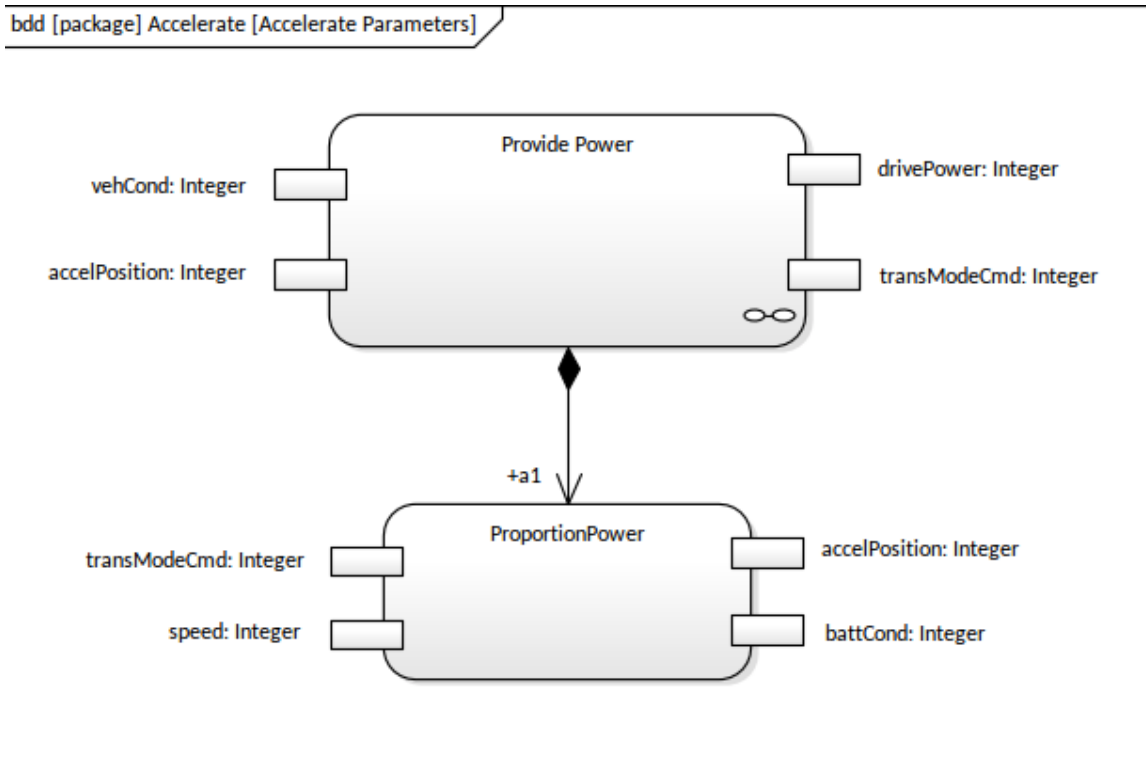 bdd [package] Accelerate [Accelerate Parameters]
Provide Power
vehCond: Integer
drivePower: Integer
accelPosition: Integer
transModeCmd: Integer
+a1
ProportionPower
transModeCmd: Integer
accelPosition: Integer
speed: Integer
battCond: Integer